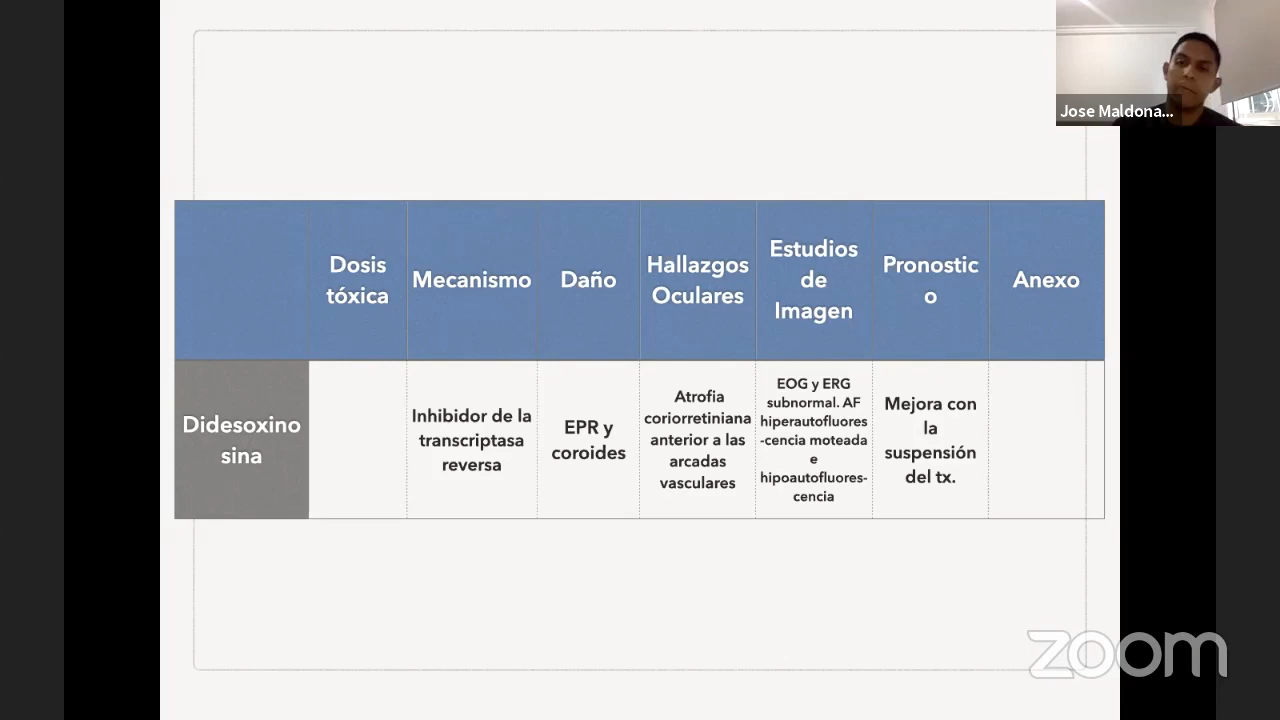 Jose Maldona...
Dosis
tóxica
Mecanismo
Daño
Hallazgos
Oculares
Estudios
de
Imagen
Pronostic
o
Anexo
Didesoxino
sina
Inhibidor de la
transcriptasa
reversa
EPR y
coroides
Atrofia
coriorretiniana
anterior a las
arcadas
vasculares
EOG y ERG
subnormal. AF
hiperautofluores-
-cencia moteada
e
hipoautofluores-
cencia
Mejora con
la
suspensión
del tx.
zoom